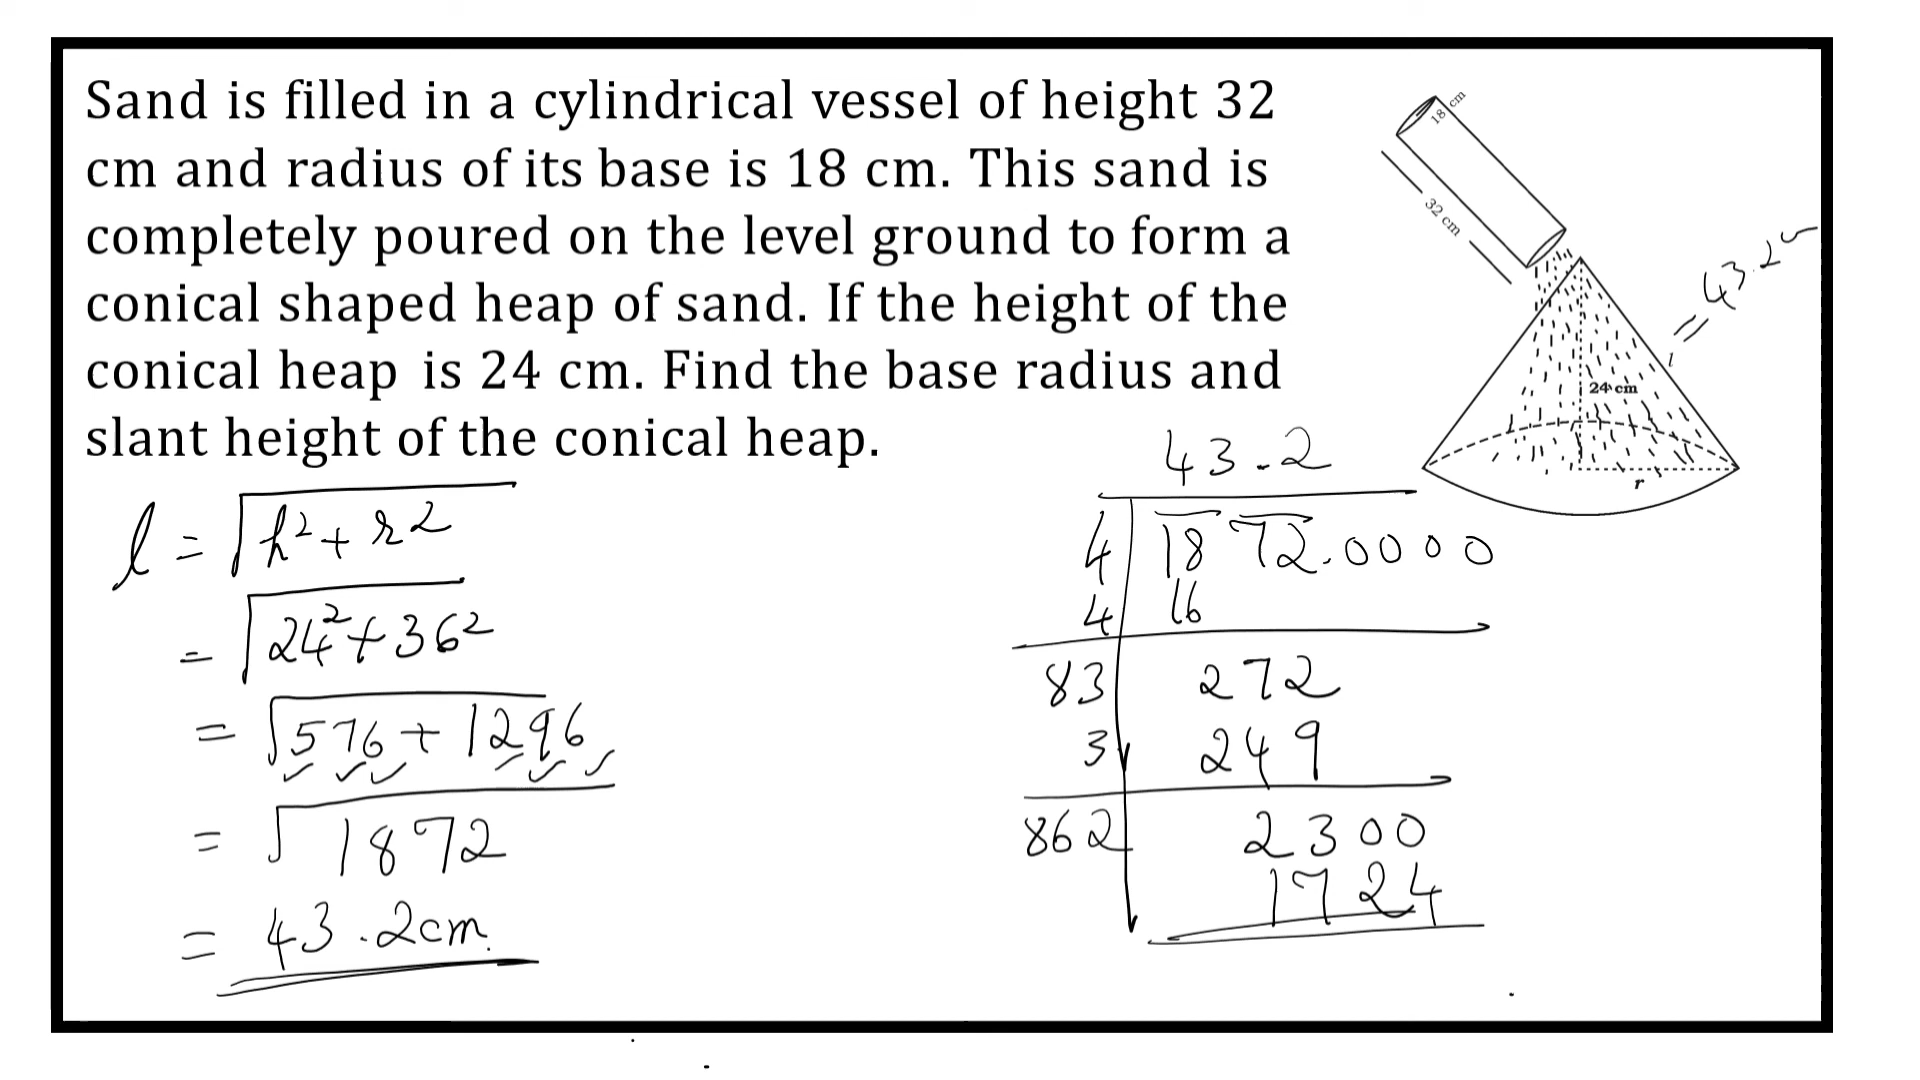 Sand is filled in a cylindrical vessel of height 32
cm and radius of its base is 18 cm. This sand is
completely poured on the level ground to form a
conical shaped heap of sand. If the height of the
conical heap is 24 cm. Find the base radius and
slant height of the conical heap.
18 cm
32 cm
= 43.2 cm
l
24 cm
r
l = √h²+r²
= √24²+36²
= √576+1296
= √1872
= 43.2cm.
43.2
4 1872.0000
4 16
83 272
3 249
862 2300
1724